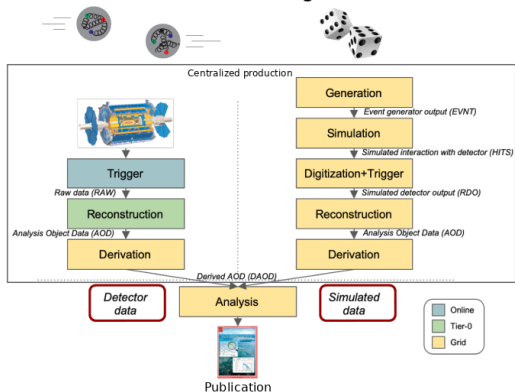 Centralized production
Generation
Event generator output (EVNT)
Simulation
Simulated interaction with detector (HITS)
Trigger
Digitization+Trigger
Raw data (RAW)
Simulated detector output (RDO)
Reconstruction
Reconstruction
Analysis Object Data (AOD)
Analysis Object Data (AOD)
Derivation
Derivation
Derived AOD (DAOD)
Detector
data
Analysis
Simulated
data
Online
Tier-0
Grid
Publication